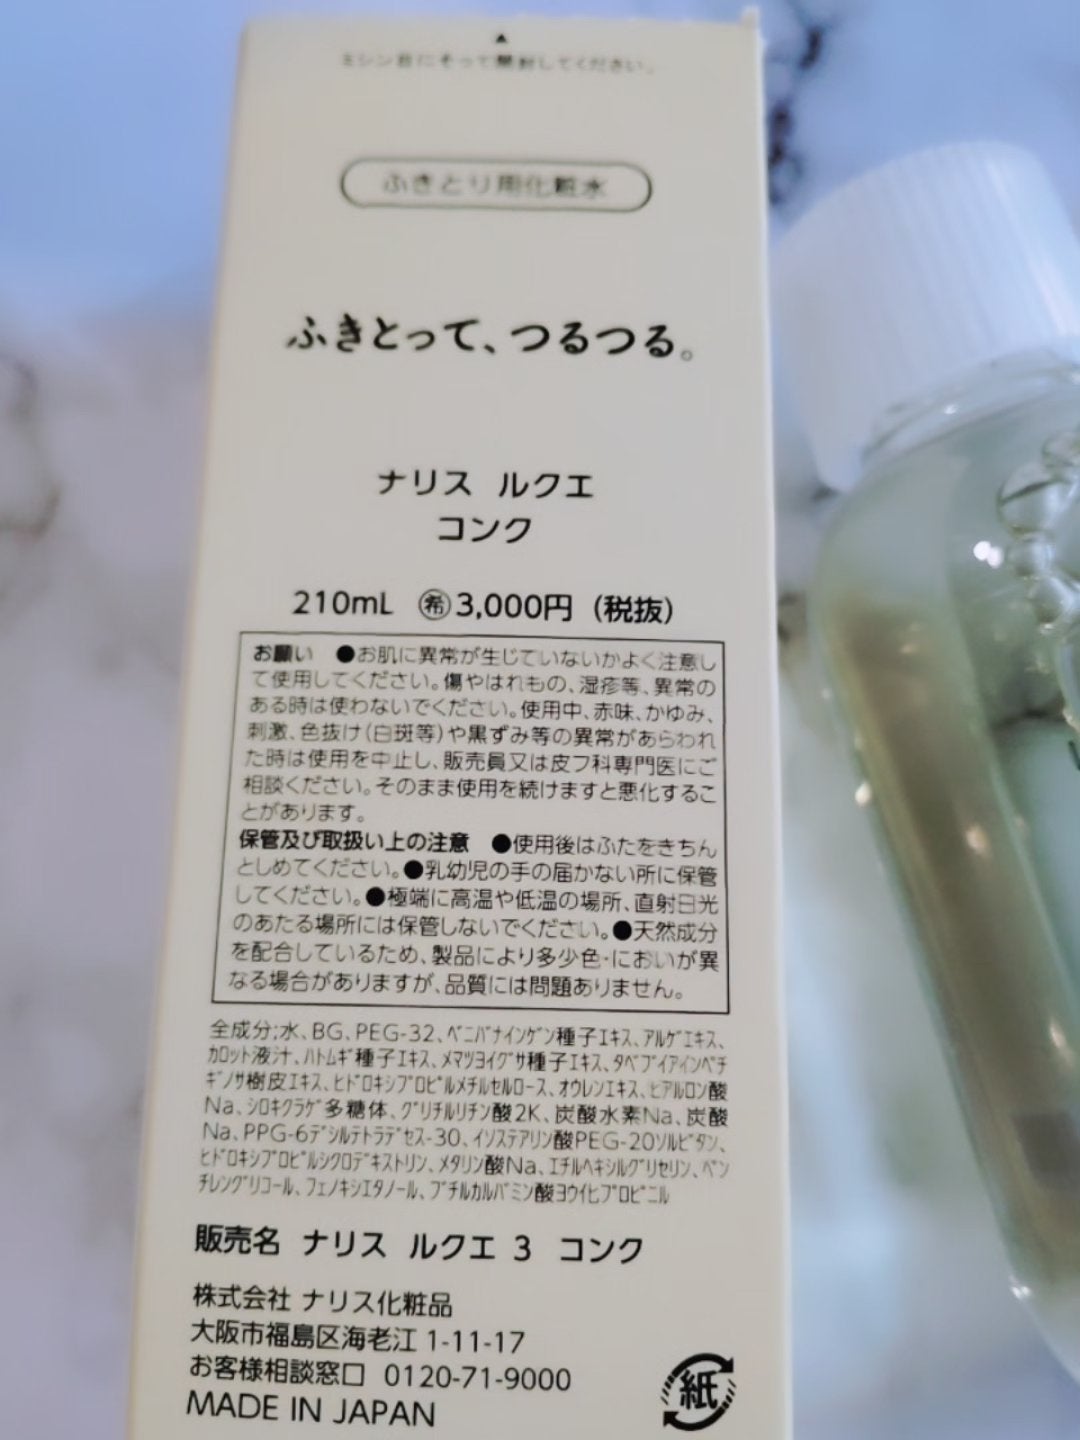 ミシン目にそって開封してください。
ふきとり用化粧水
ふきとって、つるつる。
ナリス ルクエ
コンク
210mL ㊞3,000円（税抜）
お願い ●お肌に異常が生じていないかよく注意し
て使用してください。傷やはれもの、湿疹等、異常の
ある時は使わないでください。使用中、赤味、かゆみ、
刺激、色抜け（白斑等）や黒ずみ等の異常があらわれ
た時は使用を中止し、販売員又は皮フ科専門医にご
相談ください。そのまま使用を続けますと悪化するこ
とがあります。
保管及び取扱い上の注意 ●使用後はふたをきちん
としめてください。●乳幼児の手の届かない所に保管
してください。●極端に高温や低温の場所、直射日光
のあたる場所には保管しないでください。●天然成分
を配合しているため、製品により多少色・においが異
なる場合がありますが、品質には問題ありません。
全成分;水、BG、PEG-32、ベニバナインゲン種子エキス、アルゲエキス、
カロット液汁、ハトムギ種子エキス、メマツヨイグサ種子エキス、タベブイアインペチ
ギノサ樹皮エキス、ヒドロキシプロピルメチルセルロース、オウレンエキス、ヒアルロン酸
Na、シロキクラゲ多糖体、グリチルリチン酸2K、炭酸水素Na、炭酸
Na、PPG-6デシルテトラデセス-30、イソステアリン酸PEG-20ソルビタン、
ヒドロキシプロピルシクロデキストリン、メタリン酸Na、エチルヘキシルグリセリン、ペン
チレングリコール、フェノキシエタノール、ブチルカルバミン酸ヨウ化プロピニル
販売名 ナリス ルクエ 3 コンク
株式会社 ナリス化粧品
大阪市福島区海老江 1-11-17
お客様相談窓口 0120-71-9000
MADE IN JAPAN
紙